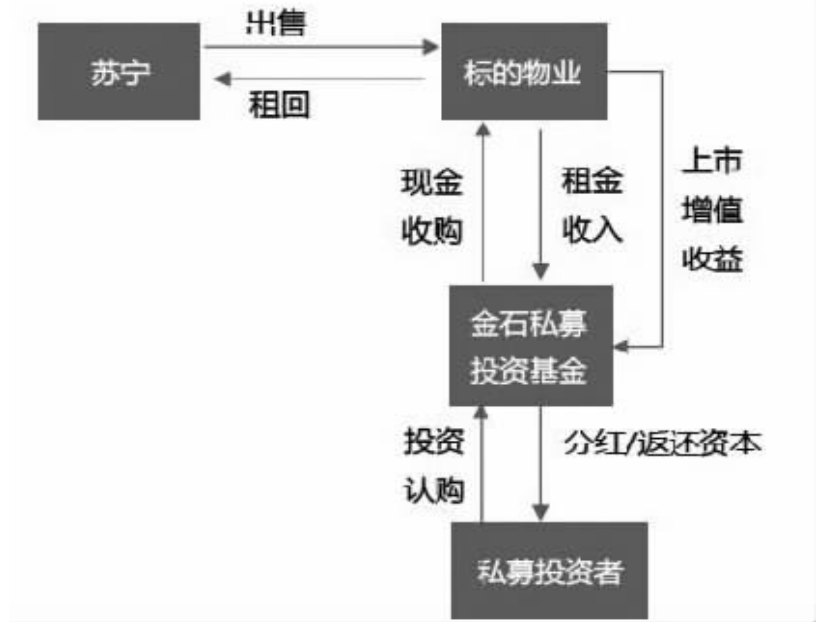 出售
苏宁
标的物业
租回
现金
收购
租金
收入
上市
增值
收益
金石私募
投资基金
投资
认购
分红/返还资本
私募投资者